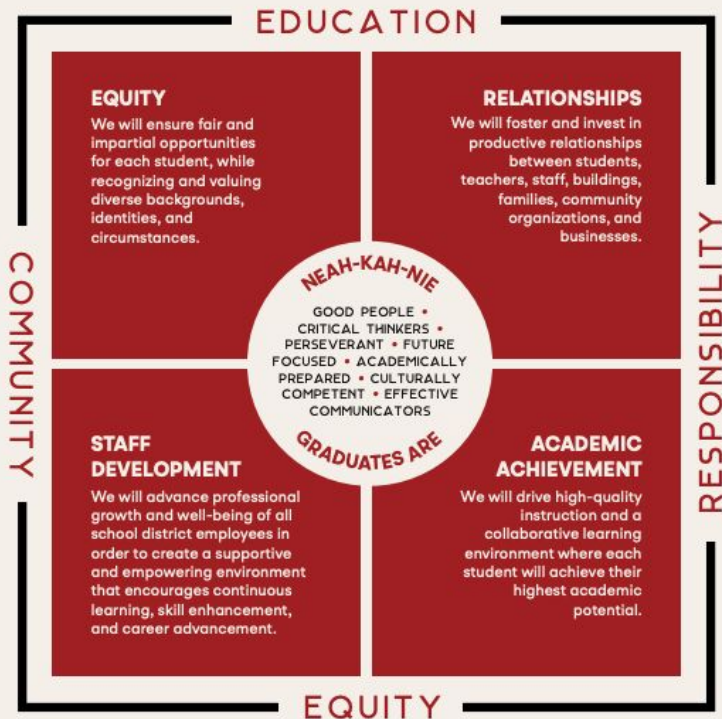 EDUCATION
EQUITY
We will ensure fair and
impartial opportunities
for each student, while
recognizing and valuing
diverse backgrounds,
identities, and
circumstances.
RELATIONSHIPS
We will foster and invest in
productive relationships
between students,
teachers, staff, buildings,
families, community
organizations, and
businesses.
COMMUNITY
NEAH-KAH-NIE
GOOD PEOPLE •
CRITICAL THINKERS •
PERSEVERANT • FUTURE
FOCUSED • ACADEMICALLY
PREPARED • CULTURALLY
COMPETENT • EFFECTIVE
COMMUNICATORS
GRADUATES ARE
RESPONSIBILITY
STAFF
DEVELOPMENT
We will advance professional
growth and well-being of all
school district employees in
order to create a supportive
and empowering environment
that encourages continuous
learning, skill enhancement,
and career advancement.
ACADEMIC
ACHIEVEMENT
We will drive high-quality
instruction and a
collaborative learning
environment where each
student will achieve their
highest academic
potential.
EQUITY